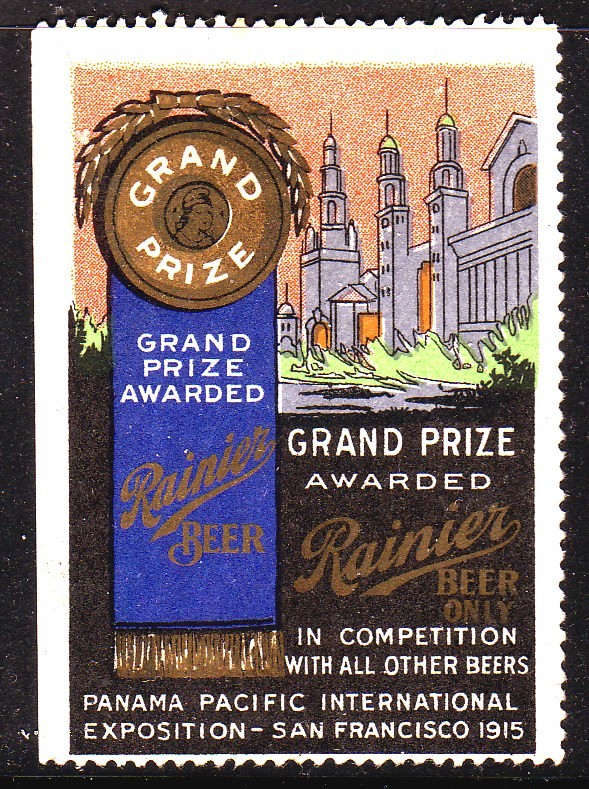 GRAND
PRIZE
GRAND
PRIZE
AWARDED
Rainier
BEER
GRAND PRIZE
AWARDED
Rainier
BEER
ONLY
IN COMPETITION
WITH ALL OTHER BEERS
PANAMA PACIFIC INTERNATIONAL
EXPOSITION - SAN FRANCISCO 1915